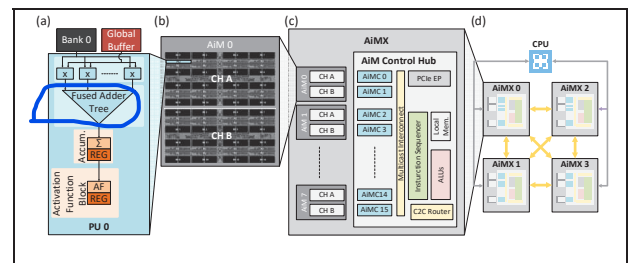 (a)
Bank 0
Global
Buffer
x
x
x
x
Fused Adder
Tree
Accum.
Σ
REG
Activation
Function
Block
AF
REG
PU 0
(b)
AiM 0
CH A
CH B
(c)
AiMX
AiM 0
CH A
CH B
AiM 1
CH A
CH B
AiM 7
CH A
CH B
AiM Control Hub
AiMC 0
AiMC 1
AiMC 2
AiMC 3
AiMC14
AiMC 15
Multicast Interconnect
PCIe EP
Insturction Sequencer
Local
Mem.
ALUs
C2C Router
(d)
CPU
AiMX 0
AiMX 2
AiMX 1
AiMX 3